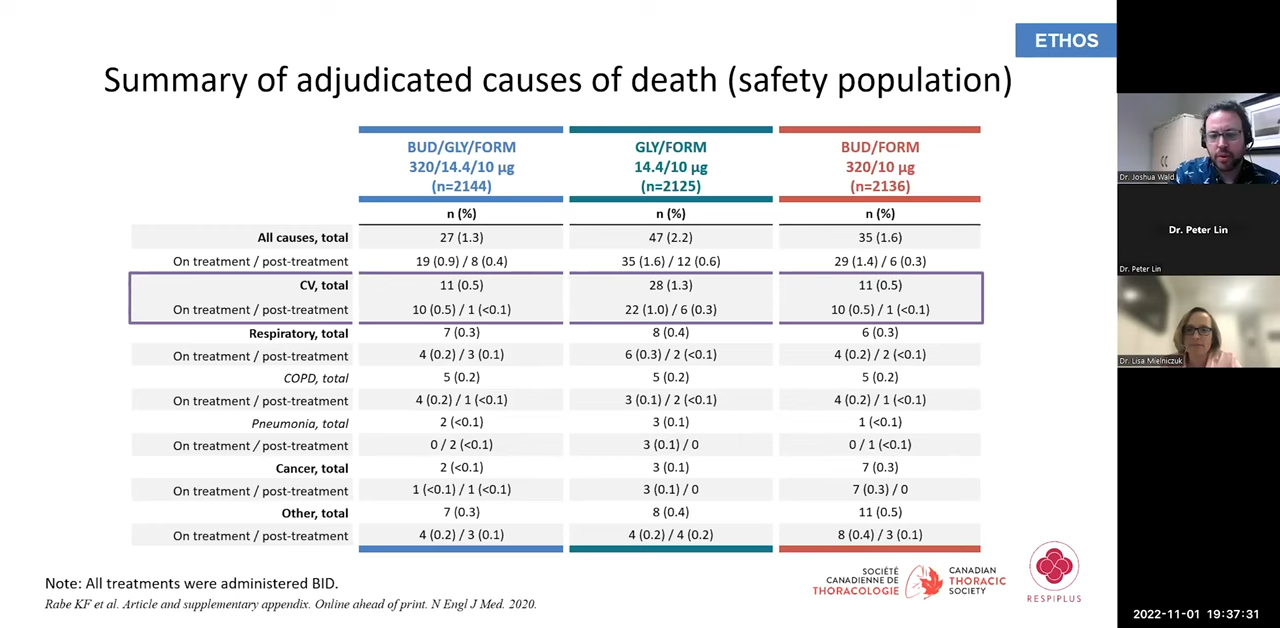 ETHOS
Summary of adjudicated causes of death (safety population)
BUD/GLY/FORM
320/14.4/10 µg
(n=2144)
GLY/FORM
14.4/10 µg
(n=2125)
BUD/FORM
320/10 µg
(n=2136)
n (%) n (%) n (%)
All causes, total 27 (1.3) 47 (2.2) 35 (1.6)
On treatment / post-treatment 19 (0.9) / 8 (0.4) 35 (1.6) / 12 (0.6) 29 (1.4) / 6 (0.3)
CV, total 11 (0.5) 28 (1.3) 11 (0.5)
On treatment / post-treatment 10 (0.5) / 1 (<0.1) 22 (1.0) / 6 (0.3) 10 (0.5) / 1 (<0.1)
Respiratory, total 7 (0.3) 8 (0.4) 6 (0.3)
On treatment / post-treatment 4 (0.2) / 3 (0.1) 6 (0.3) / 2 (<0.1) 4 (0.2) / 2 (<0.1)
COPD, total 5 (0.2) 5 (0.2) 5 (0.2)
On treatment / post-treatment 4 (0.2) / 1 (<0.1) 3 (0.1) / 2 (<0.1) 4 (0.2) / 1 (<0.1)
Pneumonia, total 2 (<0.1) 3 (0.1) 1 (<0.1)
On treatment / post-treatment 0 / 2 (<0.1) 3 (0.1) / 0 0 / 1 (<0.1)
Cancer, total 2 (<0.1) 3 (0.1) 7 (0.3)
On treatment / post-treatment 1 (<0.1) / 1 (<0.1) 3 (0.1) / 0 7 (0.3) / 0
Other, total 7 (0.3) 8 (0.4) 11 (0.5)
On treatment / post-treatment 4 (0.2) / 3 (0.1) 4 (0.2) / 4 (0.2) 8 (0.4) / 3 (0.1)
Note: All treatments were administered BID.
Rabe KF et al. Article and supplementary appendix. Online ahead of print. N Engl J Med. 2020.
SOCIÉTÉ
CANADIENNE DE
THORACOLOGIE
CANADIAN
THORACIC
SOCIETY
RESPIPLUS
Dr. Joshua Wald
Dr. Peter Lin
Dr. Peter Lin
Dr. Lisa Mielniczuk
2022-11-01 19:37:31